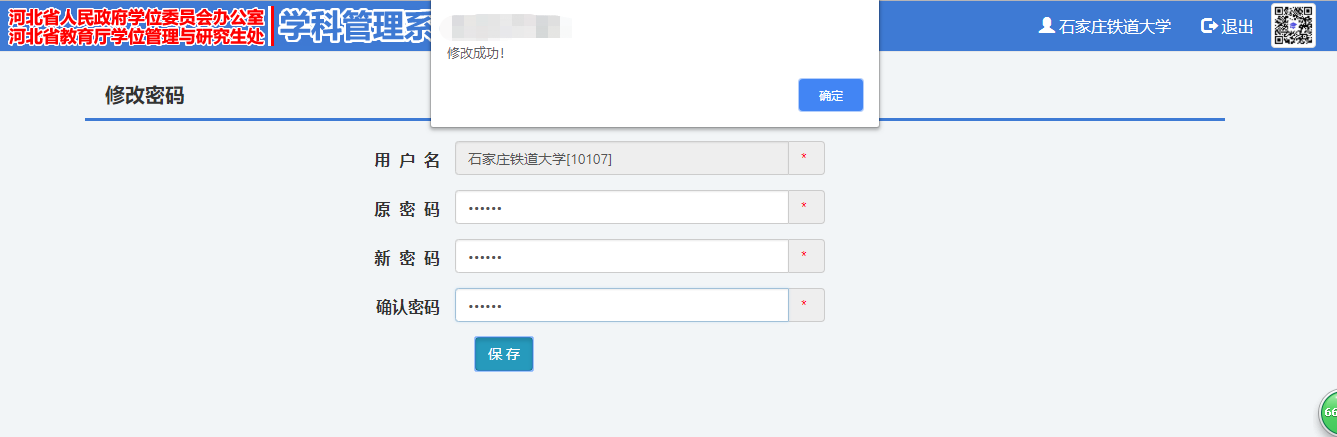 河北省人民政府学位委员会办公室
河北省教育厅学位管理与研究生处
学科管理系
石家庄铁道大学
退出
修改成功!
确定
修改密码
用 户 名
石家庄铁道大学[10107]
*
原 密 码
••••••
*
新 密 码
••••••
*
确认密码
••••••
*
保 存
66